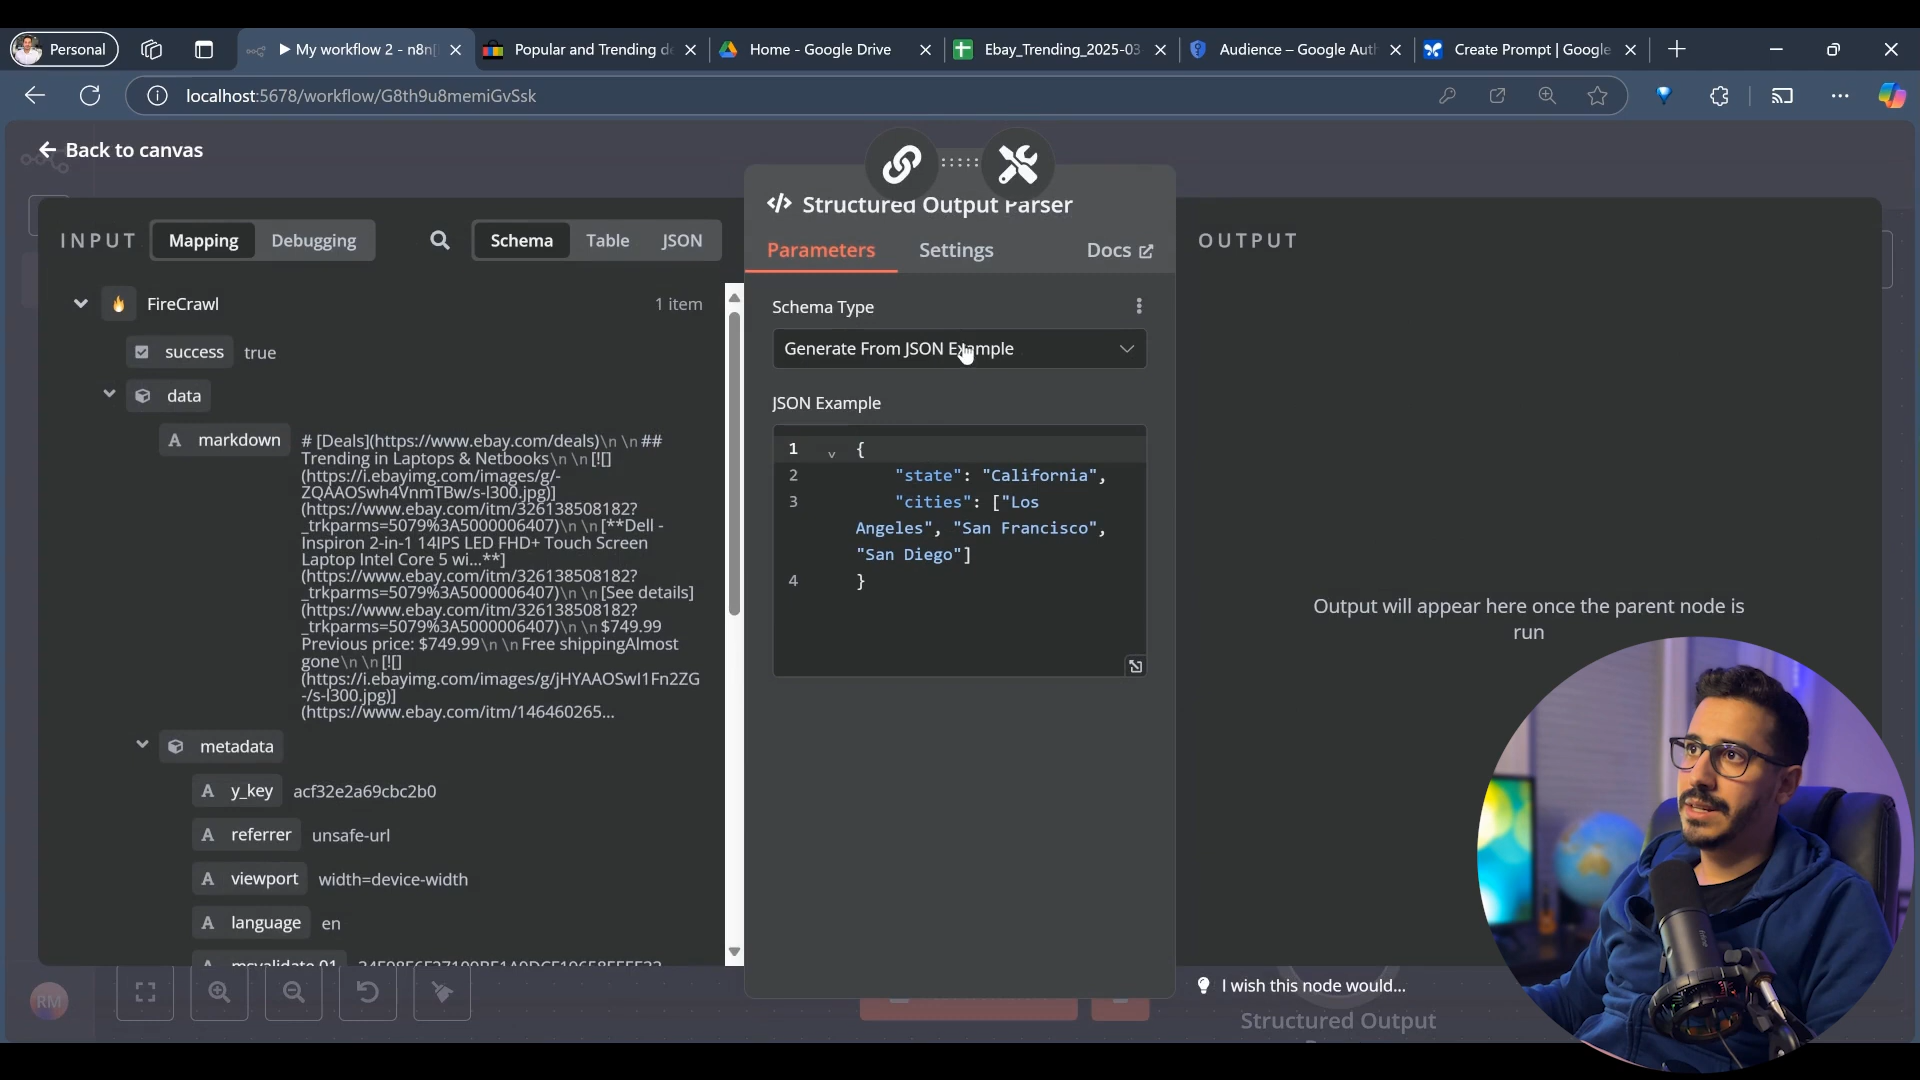 Personal
My workflow 2 - n8n[
Popular and Trending de
Home - Google Drive
Ebay_Trending_2025-03
Audience – Google Auth
Create Prompt | Google
localhost:5678/workflow/G8th9u8memiGvSsk
Back to canvas
Structured Output Parser
INPUT
Mapping
Debugging
Schema
Table
JSON
Parameters
Settings
Docs
OUTPUT
FireCrawl
1 item
success
true
data
markdown
# [Deals](https://www.ebay.com/deals)\n \n##
Trending in Laptops & Netbooks\n \n[![]
(https://i.ebayimg.com/images/g/-
ZQAAOSwh4VnmTBw/s-l300.jpg)]
(https://www.ebay.com/itm/326138508182?
_trkparms=5079%3A5000006407)\n \n[**Dell -
Inspiron 2-in-1 14IPS LED FHD+ Touch Screen
Laptop Intel Core 5 wi...**]
(https://www.ebay.com/itm/326138508182?
_trkparms=5079%3A5000006407)\n \n[See details]
(https://www.ebay.com/itm/326138508182?
_trkparms=5079%3A5000006407)\n \n$749.99
Previous price: $749.99\n \nFree shippingAlmost
gone\n \n[![]
(https://i.ebayimg.com/images/g/jHYAAOSwI1Fn2ZG
-/s-l300.jpg)]
(https://www.ebay.com/itm/146460265...
metadata
y_key
acf32e2a69cbc2b0
referrer
unsafe-url
viewport
width=device-width
language
en
Schema Type
Generate From JSON Example
JSON Example
1 {
2 "state": "California",
3 "cities": ["Los
Angeles", "San Francisco",
"San Diego"]
4 }
Output will appear here once the parent node is
run
I wish this node would...
Structured Output
RM